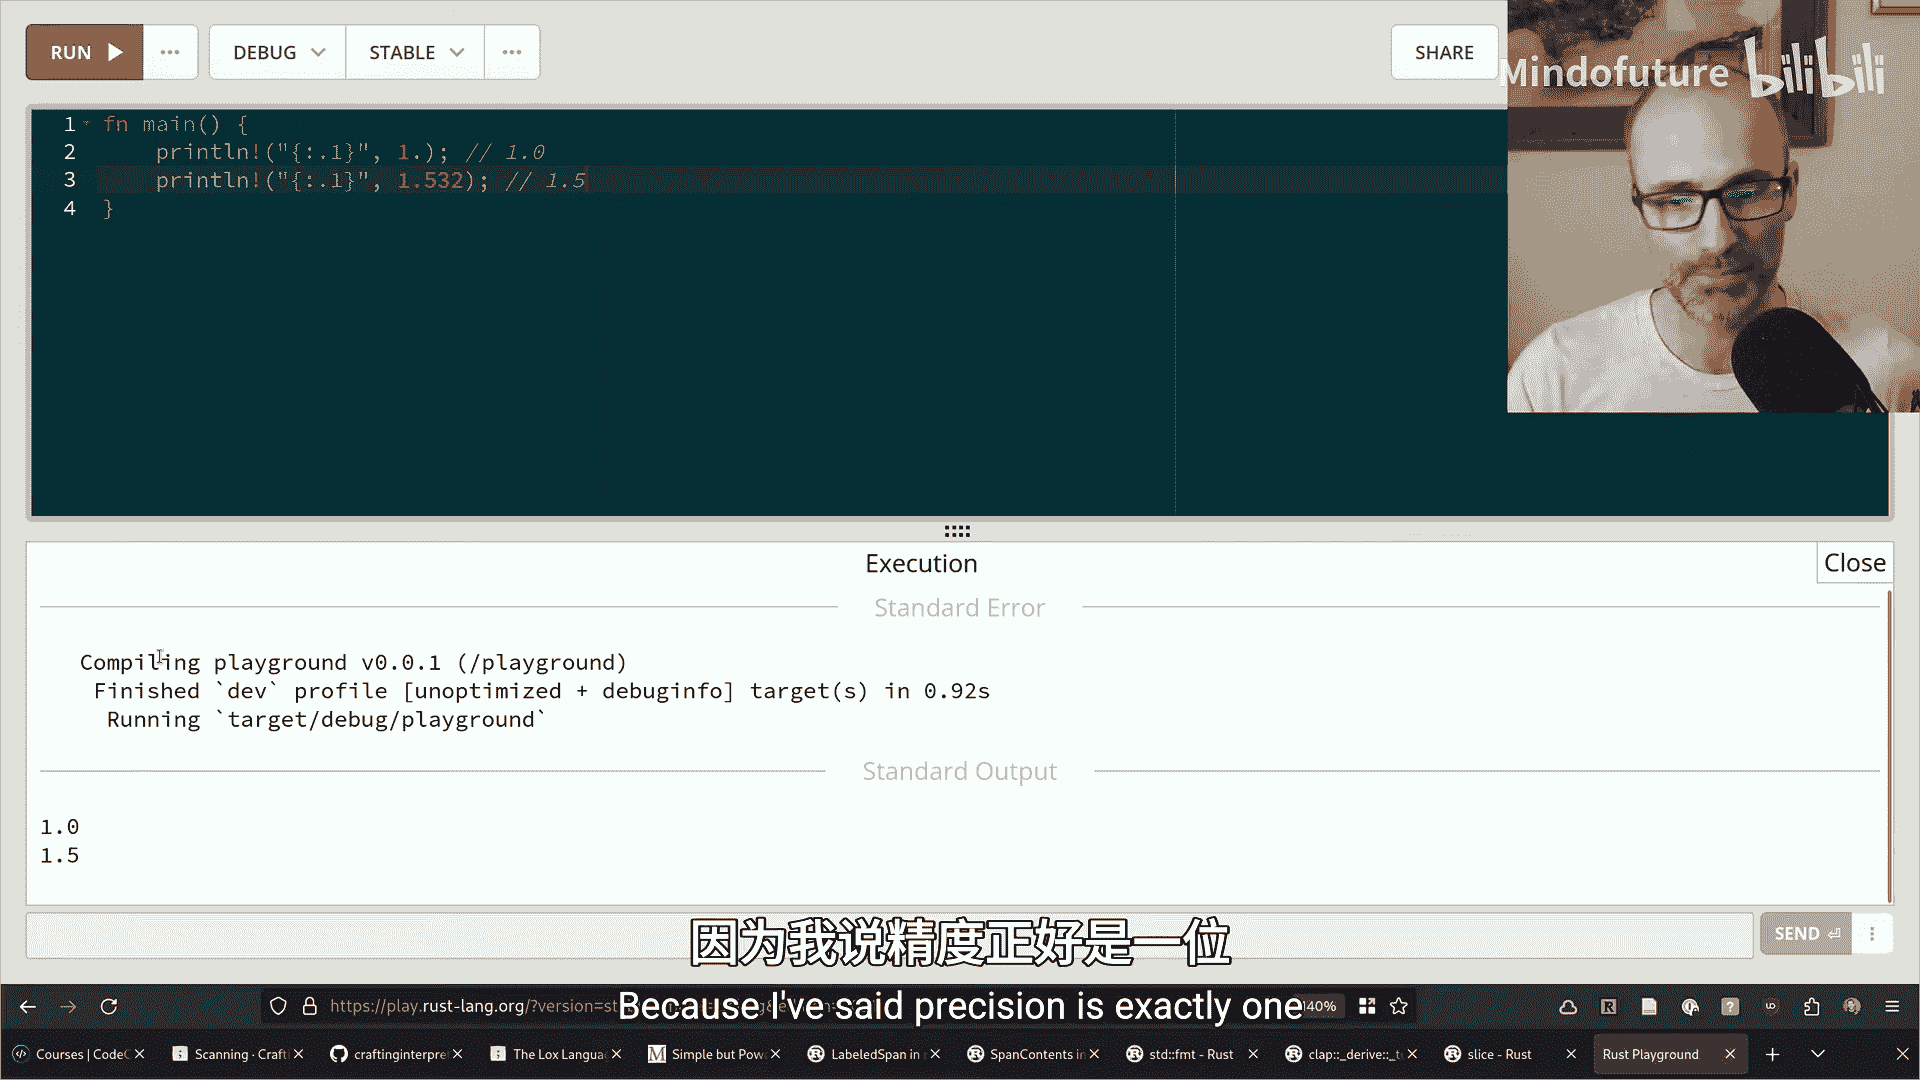 RUN
DEBUG
STABLE
SHARE
Mindofuture bilibili
1 fn main() {
2 println!("{:.1}", 1.); // 1.0
3 println!("{:.1}", 1.532); // 1.5
4 }
Execution
Close
Standard Error
Compiling playground v0.0.1 (/playground)
Finished `dev` profile [unoptimized + debuginfo] target(s) in 0.92s
Running `target/debug/playground`
Standard Output
1.0
1.5
因为我说精度正好是一位
SEND
https://play.rust-lang.org/?version=st
140%
Because I've said precision is exactly one
Courses | Code
Scanning · Craft
craftinginterpre
The Lox Langua
Simple but Pow
LabeledSpan in
SpanContents in
std::fmt - Rust
clap::_derive::_t
slice - Rust
Rust Playground